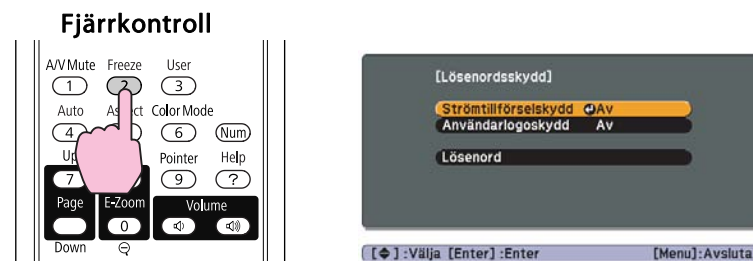 Fjärrkontroll
A/V Mute Freeze User
1 2 3
Auto Color Mode
4 6 Num
Pointer Help
7 9 ?
Page E-Zoom Volume
0
Down
[Lösenordsskydd]
Strömtillförselskydd Av
Användarlogoskydd Av
Lösenord
[ ] :Välja [Enter] :Enter [Menu]:Avsluta